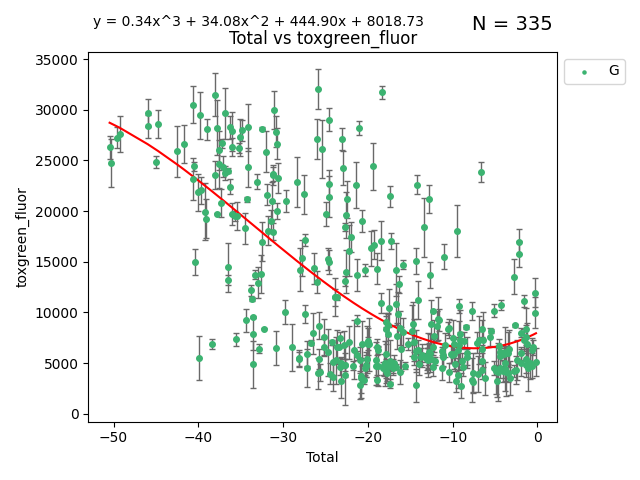 y = 0.34x^3 + 34.08x^2 + 444.90x + 8018.73
N = 335
Total vs toxgreen_fluor
G
toxgreen_fluor
35000
30000
25000
20000
15000
10000
5000
0
−50
−40
−30
−20
−10
0
Total